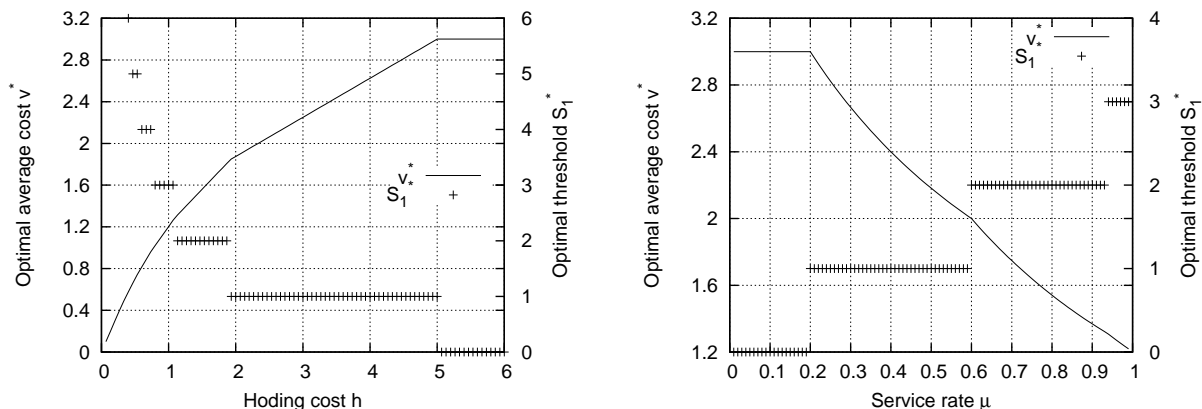 3.2
2.8
2.4
2
1.6
1.2
0.8
0.4
0
Optimal average cost v*
6
5
4
3
2
1
0
Optimal threshold S1*
v*
S1*
0 1 2 3 4 5 6
Hoding cost h
3.2
2.8
2.4
2
1.6
1.2
Optimal average cost v*
4
3
2
1
0
Optimal threshold S1*
v*
S1*
0 0.1 0.2 0.3 0.4 0.5 0.6 0.7 0.8 0.9 1
Service rate μ